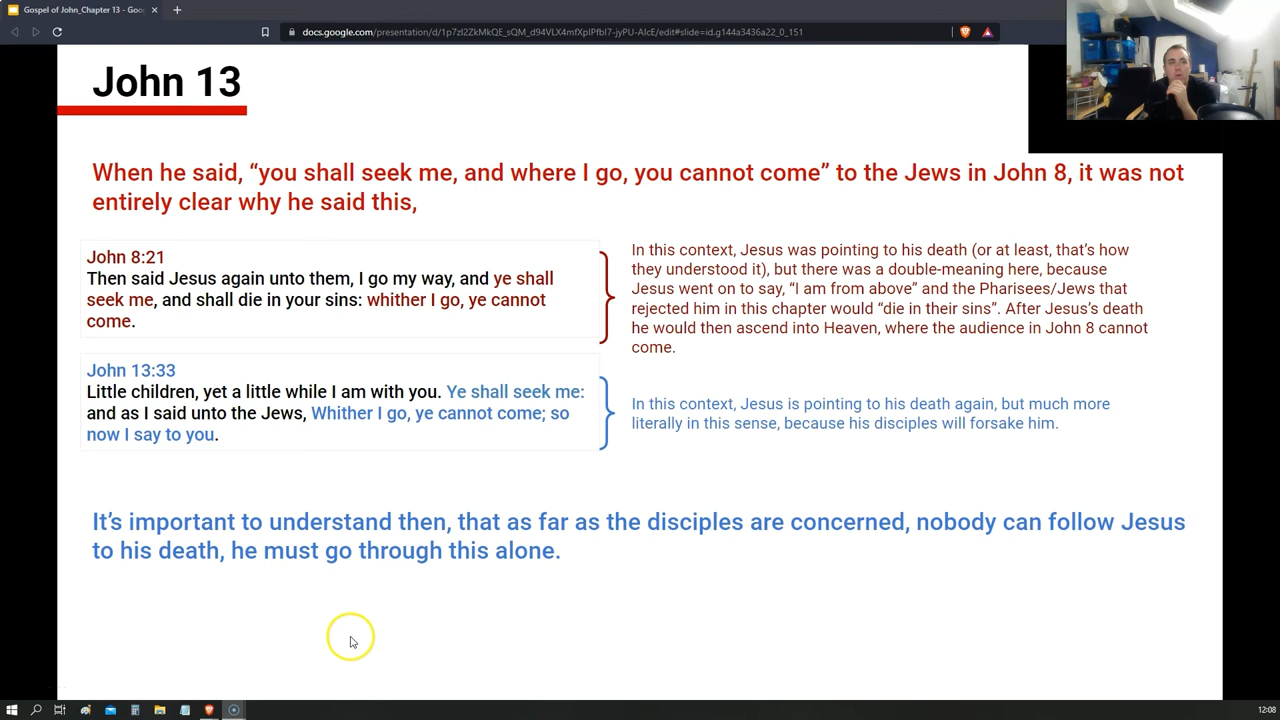 Gospel of John_Chapter 13 - Goo
docs.google.com/presentation/d/1p7zl2ZkMkQE_sQM_d94VLX4mfXpIPfbI7-jyPU-AIcE/edit#slide=id.g144a3436a22_0_151
John 13
When he said, “you shall seek me, and where I go, you cannot come” to the Jews in John 8, it was not
entirely clear why he said this,
John 8:21
Then said Jesus again unto them, I go my way, and ye shall
seek me, and shall die in your sins: whither I go, ye cannot
come.
In this context, Jesus was pointing to his death (or at least, that’s how
they understood it), but there was a double-meaning here, because
Jesus went on to say, “I am from above” and the Pharisees/Jews that
rejected him in this chapter would “die in their sins”. After Jesus’s death
he would then ascend into Heaven, where the audience in John 8 cannot
come.
John 13:33
Little children, yet a little while I am with you. Ye shall seek me:
and as I said unto the Jews, Whither I go, ye cannot come; so
now I say to you.
In this context, Jesus is pointing to his death again, but much more
literally in this sense, because his disciples will forsake him.
It’s important to understand then, that as far as the disciples are concerned, nobody can follow Jesus
to his death, he must go through this alone.
12:08